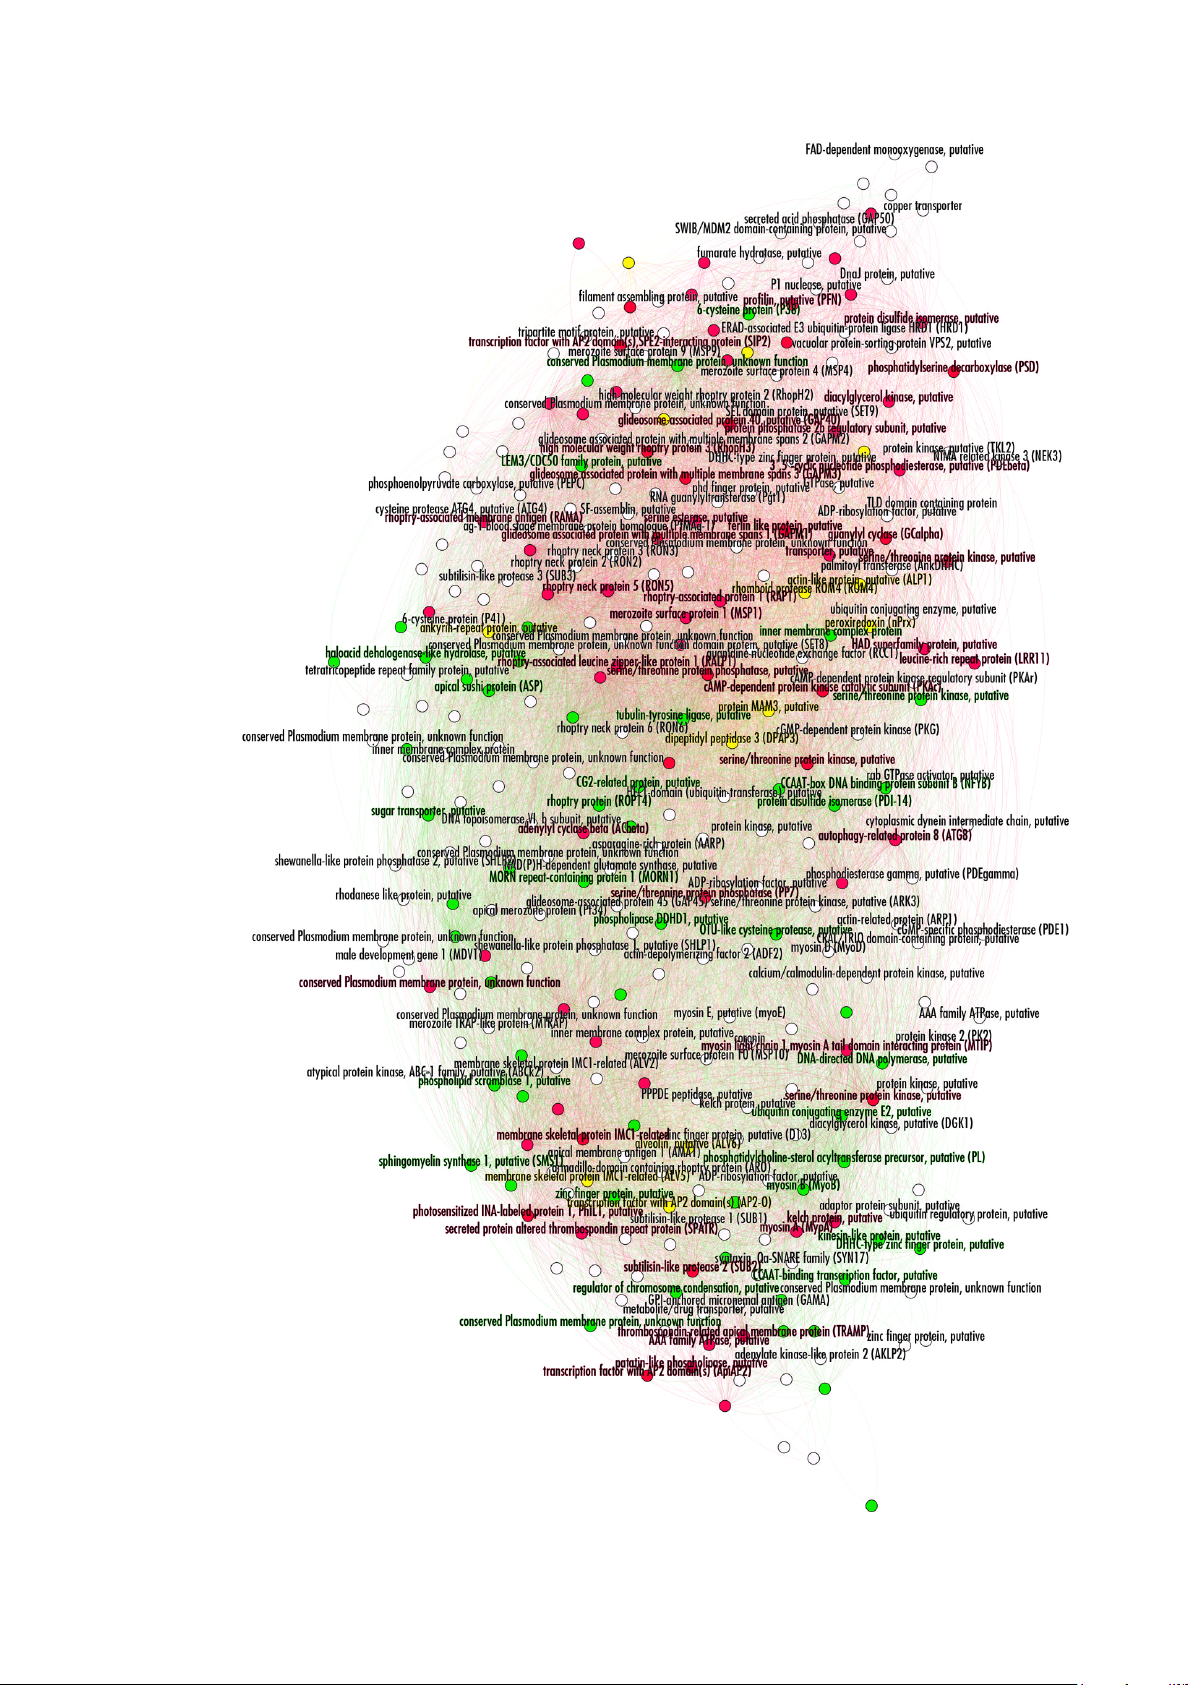 FAD-dependent monooxygenase, putative
copper transporter
secreted acid phosphatase (GAP50)
SWIB/MDM2 domain-containing protein, putative
fumarate hydratase, putative
DnaJ protein, putative
P1 nuclease, putative
filament assembling protein, putative
profilin, putative (PFN)
6-cysteine protein (P38)
protein disulfide isomerase, putative
ERAD-associated E3 ubiquitin-protein ligase HRD1 (HRD1)
tripartite motif protein, putative
transcription factor with AP2 domain(s),SPE2-interacting protein (SIP2)
vacuolar protein-sorting protein VPS2, putative
merozoite surface protein 9 (MSP9)
conserved Plasmodium membrane protein, unknown function
merozoite surface protein 4 (MSP4)
phosphatidylserine decarboxylase (PSD)
high molecular weight rhoptry protein 2 (RhopH2)
diacylglycerol kinase, putative
conserved Plasmodium membrane protein, unknown function
SET domain protein, putative (SET9)
glideosome associated protein 40, putative (GAP40)
protein phosphatase 2b regulatory subunit, putative
glideosome associated protein with multiple membrane spans 2 (GAPM2)
high molecular weight rhoptry protein 3 (RhopH3)
protein kinase, putative (TKL2)
DHHC-type zinc finger protein, putative
NIMA related kinase 3 (NEK3)
LEM3/CDC50 family protein, putative
3',5'-cyclic nucleotide phosphodiesterase, putative (PDEbeta)
glideosome associated protein with multiple membrane spans 3 (GAPM3)
phosphoenolpyruvate carboxylase, putative (PEPC)
phd finger protein, putative
GTPase, putative
RNA guanylyltransferase (Pgt1)
TLD domain containing protein
cysteine protease ATG4, putative (ATG4)
SF-assemblin, putative
ADP-ribosylation factor, putative
rhoptry-associated membrane antigen (RAMA)
serine esterase, putative
ferlin like protein, putative
glideosome associated protein with multiple membrane spans 1 (GAPM1)
guanylyl cyclase (GCalpha)
conserved Plasmodium membrane protein, unknown function
rhoptry neck protein 3 (RON3)
transporter, putative
serine/threonine protein kinase, putative
rhoptry neck protein 2 (RON2)
palmitoyl transferase (AnkDHHC)
subtilisin-like protease 3 (SUB3)
actin-like protein, putative (ALP1)
rhoptry neck protein 5 (RON5)
rhomboid protease ROM4 (ROM4)
rhoptry-associated protein 1 (RAP1)
ubiquitin conjugating enzyme, putative
merozoite surface protein 1 (MSP1)
6-cysteine protein (P41)
peroxiredoxin (nPrx)
ankyrin-repeat protein, putative
inner membrane complex protein
conserved Plasmodium membrane protein, unknown function
HAD superfamily protein, putative
haloacid dehalogenase-like hydrolase, putative
guanidine-nucleotide exchange factor (RCC1)
leucine-rich repeat protein (LRR11)
rhoptry-associated leucine zipper-like protein 1 (RALP1)
tetratricopeptide repeat family protein, putative
serine/threonine protein phosphatase, putative
cAMP-dependent protein kinase regulatory subunit (PKAr)
apical sushi protein (ASP)
cAMP-dependent protein kinase catalytic subunit (PKAc)
serine/threonine protein kinase, putative
protein MAM3, putative
tubulin-tyrosine ligase, putative
rhoptry neck protein 6 (RON6)
cGMP-dependent protein kinase (PKG)
conserved Plasmodium membrane protein, unknown function
dipeptidyl peptidase 3 (DPAP3)
inner membrane complex protein
conserved Plasmodium membrane protein, unknown function
serine/threonine protein kinase, putative
rab GTPase activator, putative
CG2-related protein, putative
CCAAT-box DNA binding protein subunit B (NFYB)
HECT-domain (ubiquitin-transferase), putative
rhoptry protein (ROPT4)
protein disulfide isomerase (PDI-14)
sugar transporter, putative
DNA topoisomerase VI, b subunit, putative
cytoplasmic dynein intermediate chain, putative
adenylyl cyclase beta (ACbeta)
protein kinase, putative
autophagy-related protein 8 (ATG8)
asparagine-rich protein (AARP)
conserved Plasmodium membrane protein, unknown function
shewanella-like protein phosphatase 2, putative (SHLP2)
NAD(P)H-dependent glutamate synthase, putative
MORN repeat-containing protein 1 (MORN1)
phosphodiesterase gamma, putative (PDEgamma)
ADP-ribosylation factor, putative
rhodanese like protein, putative
serine/threonine protein phosphatase (PP7)
glideosome-associated protein 45 (GAP45)
serine/threonine protein kinase, putative (ARK3)
apical merozoite protein (Pf34)
phospholipase DDHD1, putative
actin-related protein (ARP1)
OTU-like cysteine protease, putative
cGMP-specific phosphodiesterase (PDE1)
conserved Plasmodium membrane protein, unknown function
CRAL/TRIO domain-containing protein, putative
shewanella-like protein phosphatase 1, putative (SHLP1)
myosin D (MyoD)
male development gene 1 (MDV1)
actin-depolymerizing factor 2 (ADF2)
calcium/calmodulin-dependent protein kinase, putative
conserved Plasmodium membrane protein, unknown function
conserved Plasmodium membrane protein, unknown function
myosin E, putative (myoE)
AAA family ATPase, putative
merozoite TRAP-like protein (MTRAP)
inner membrane complex protein, putative
coronin
protein kinase 2 (PK2)
myosin light chain 1,myosin A tail domain interacting protein (MTIP)
merozoite surface protein 10 (MSP10)
DNA-directed DNA polymerase, putative
membrane skeletal protein IMC1-related (ALV2)
atypical protein kinase, ABC-1 family, putative (ABCk2)
phospholipid scramblase 1, putative
protein kinase, putative
PPPDE peptidase, putative
serine/threonine protein kinase, putative
kelch protein, putative
ubiquitin conjugating enzyme E2, putative
diacylglycerol kinase, putative (DGK1)
membrane skeletal protein IMC1-related
zinc finger protein, putative (D13)
alveolin, putative (ALV6)
apical membrane antigen 1 (AMA1)
sphingomyelin synthase 1, putative (SMS1)
phosphatidylcholine-sterol acyltransferase precursor, putative (PL)
armadillo-domain containing rhoptry protein (ARO)
membrane skeletal protein IMC1-related (ALV5)
ADP-ribosylation factor, putative
myosin B (MyoB)
zinc finger protein, putative
transcription factor with AP2 domain(s) (AP2-O)
adaptor protein subunit, putative
photosensitized INA-labeled protein 1, PhIL1, putative
subtilisin-like protease 1 (SUB1)
kelch protein, putative
ubiquitin regulatory protein, putative
secreted protein altered thrombospondin repeat protein (SPATR)
myosin A (MyoA)
kinesin-like protein, putative
DHHC-type zinc finger protein, putative
syntaxin, Qa-SNARE family (SYN17)
subtilisin-like protease 2 (SUB2)
CCAAT-binding transcription factor, putative
regulator of chromosome condensation, putative
conserved Plasmodium membrane protein, unknown function
GPI-anchored micronemal antigen (GAMA)
metabolite/drug transporter, putative
conserved Plasmodium membrane protein, unknown function
thrombospondin-related apical membrane protein (TRAMP)
zinc finger protein, putative
AAA family ATPase, putative
adenylate kinase-like protein 2 (AKLP2)
patatin-like phospholipase, putative
transcription factor with AP2 domain(s) (ApiAP2)